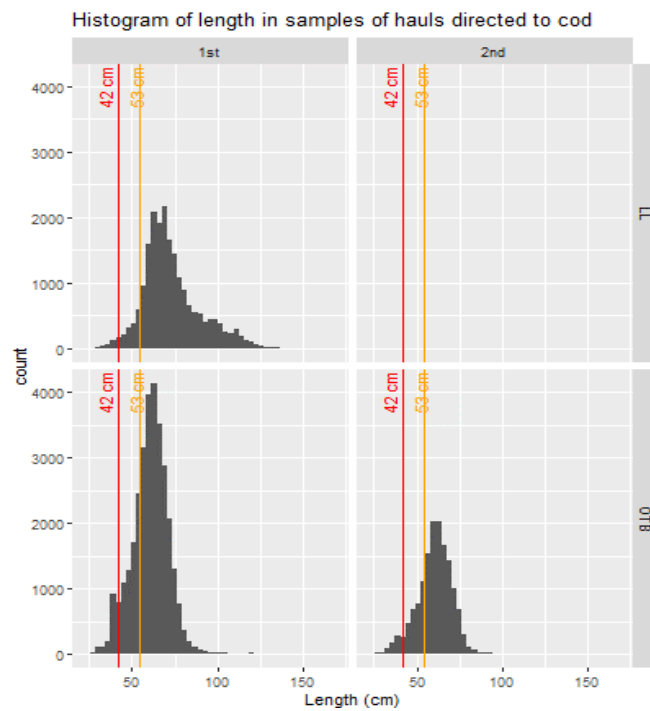 Histogram of length in samples of hauls directed to cod
1st 2nd
42 cm 53 cm 42 cm 53 cm
4000
3000
2000
1000
0
LL
count
42 cm 53 cm 42 cm 53 cm
4000
3000
2000
1000
0
OTB
50 100 150 50 100 150
Length (cm)